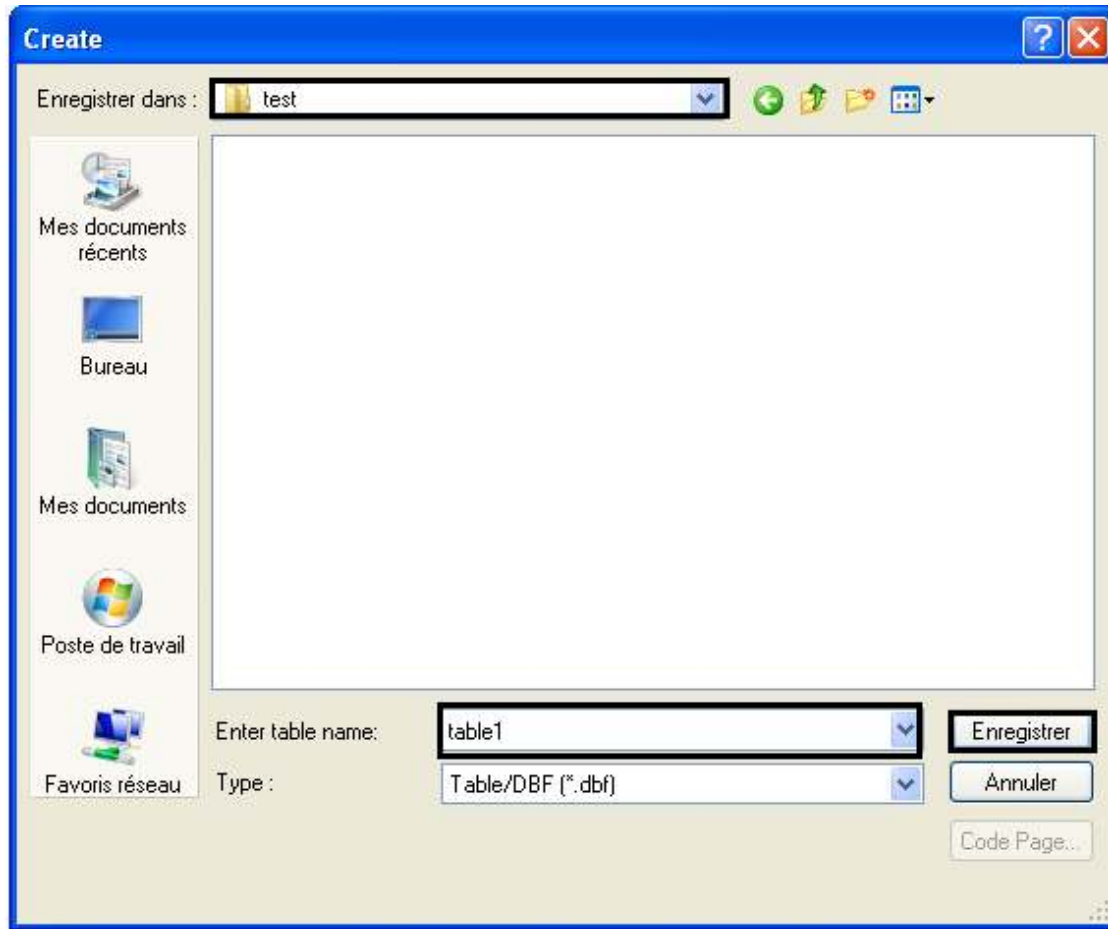 Create
Enregistrer dans :
test
Mes documents
récents
Bureau
Mes documents
Poste de travail
Favoris réseau
Enter table name:
table1
Enregistrer
Type :
Table/DBF (*.dbf)
Annuler
Code Page...